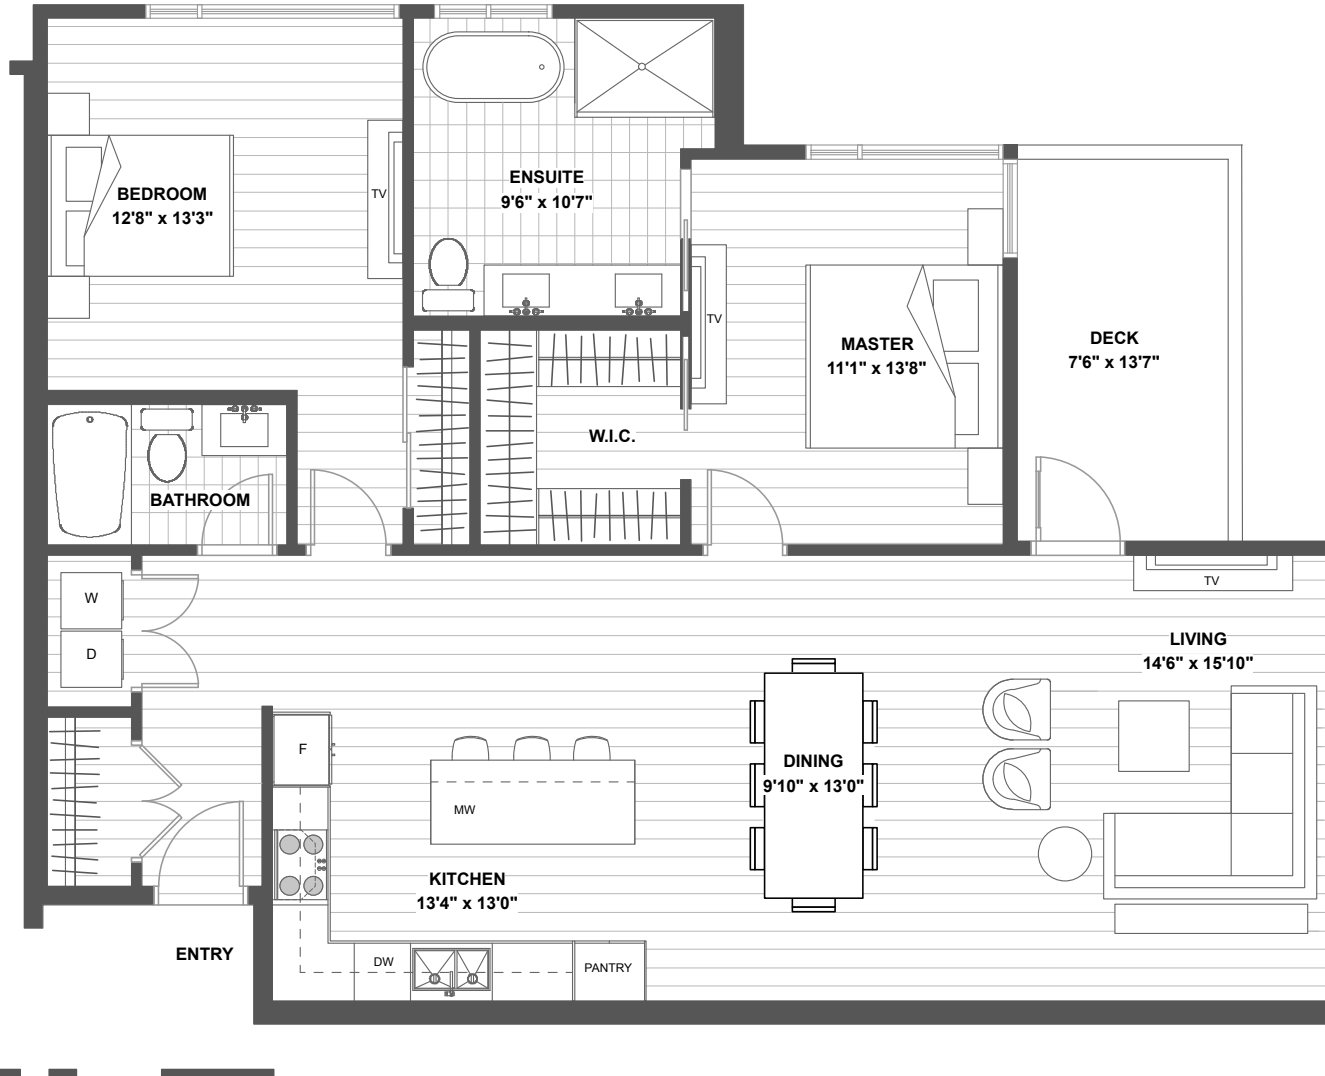 BEDROOM
12'8" x 13'3"
TV
ENSUITE
9'6" x 10'7"
TV
MASTER
11'1" x 13'8"
DECK
7'6" x 13'7"
W.I.C.
BATHROOM
W
D
TV
LIVING
14'6" x 15'10"
F
DINING
9'10" x 13'0"
MW
KITCHEN
13'4" x 13'0"
ENTRY
DW
PANTRY